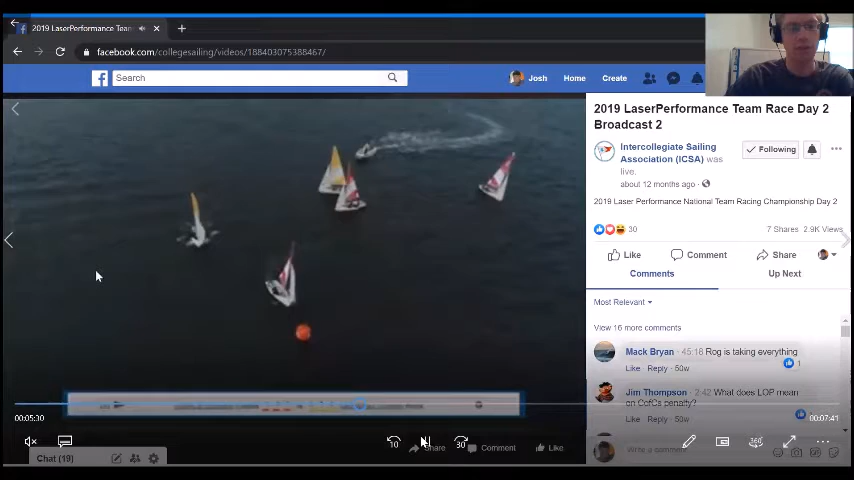 2019 LaserPerformance Team
facebook.com/collegesailing/videos/188403075388467/
Search
Josh
Home
Create
2019 LaserPerformance Team Race Day 2
Broadcast 2
Intercollegiate Sailing
Association (ICSA) was
live.
about 12 months ago
Following
2019 Laser Performance National Team Racing Championship Day 2
30
7 Shares 2.9K Views
Like
Comment
Share
Comments
Up Next
Most Relevant
View 16 more comments
Mack Bryan 45:18 Rog is taking everything
1
Like Reply 50w
Jim Thompson 2:42 What does LOP mean
on CofCs penalty?
Like Reply 50w
Write a comment
00:05:30
00:07:41
10
30
360
Share
Comment
Like
Chat (19)